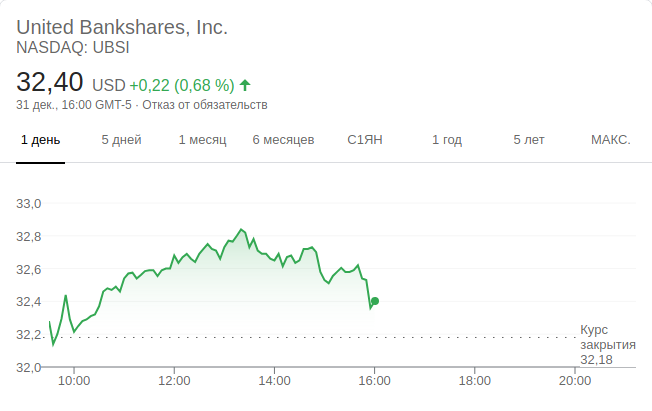 United Bankshares, Inc.
NASDAQ: UBSI
32,40 USD +0,22 (0,68 %)
31 дек., 16:00 GMT-5 · Отказ от обязательств
1 день 5 дней 1 месяц 6 месяцев С1ЯН 1 год 5 лет МАКС.
33,0
32,8
32,6
32,4
32,2
32,0
Курс
закрытия
32,18
10:00 12:00 14:00 16:00 18:00 20:00